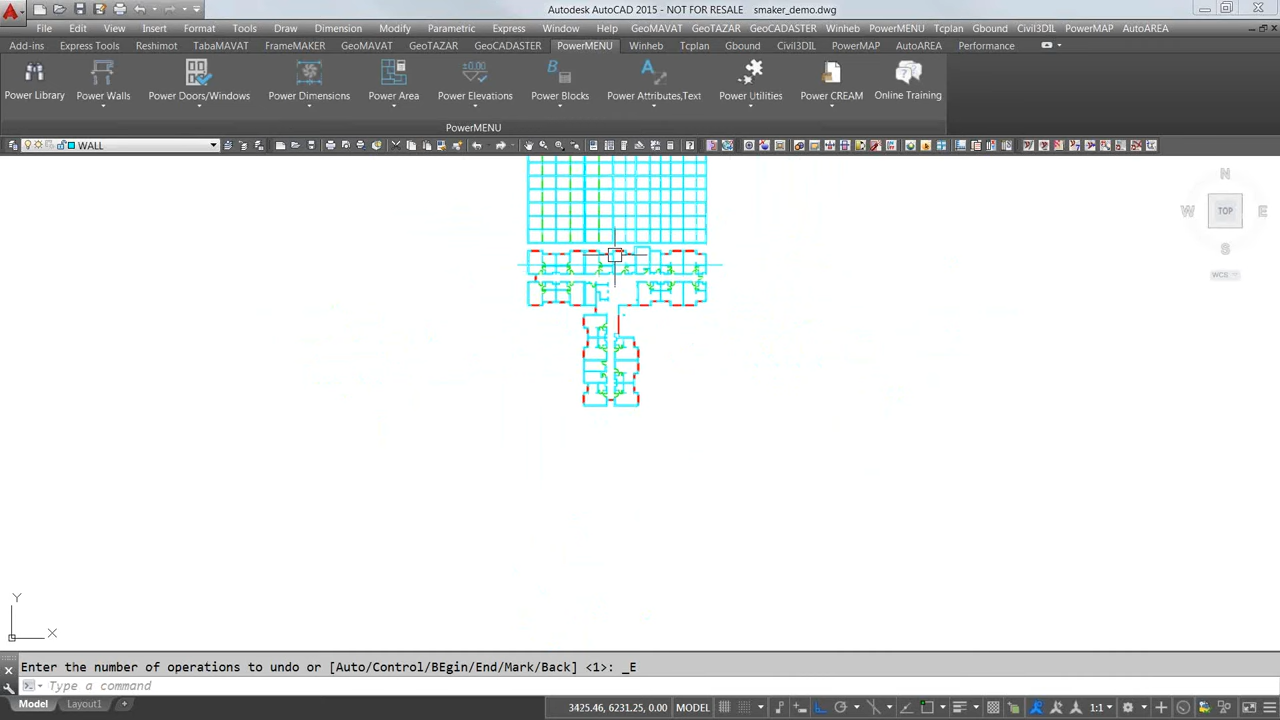 Autodesk AutoCAD 2015 - NOT FOR RESALE smaker_demo.dwg
File Edit View Insert Format Tools Draw Dimension Modify Parametric Express Window Help GeoMAVAT GeoTAZAR GeoCADASTER Winheb PowerMENU Tcplan Gbound Civil3DIL PowerMAP AutoAREA
Add-ins Express Tools Reshimot TabaMAVAT FrameMAKER GeoMAVAT GeoTAZAR GeoCADASTER PowerMENU Winheb Tcplan Gbound Civil3DIL PowerMAP AutoAREA Performance
±0.00 B A
Power Library Power Walls Power Doors/Windows Power Dimensions Power Area Power Elevations Power Blocks Power Attributes,Text Power Utilities Power CREAM Online Training
PowerMENU
WALL
N
W TOP E
S
WCS
Y
X
Enter the number of operations to undo or [Auto/Control/BEgin/End/Mark/Back] <1>: _E
Type a command
Model Layout1 + 3425.46, 6231.25, 0.00 MODEL 1:1